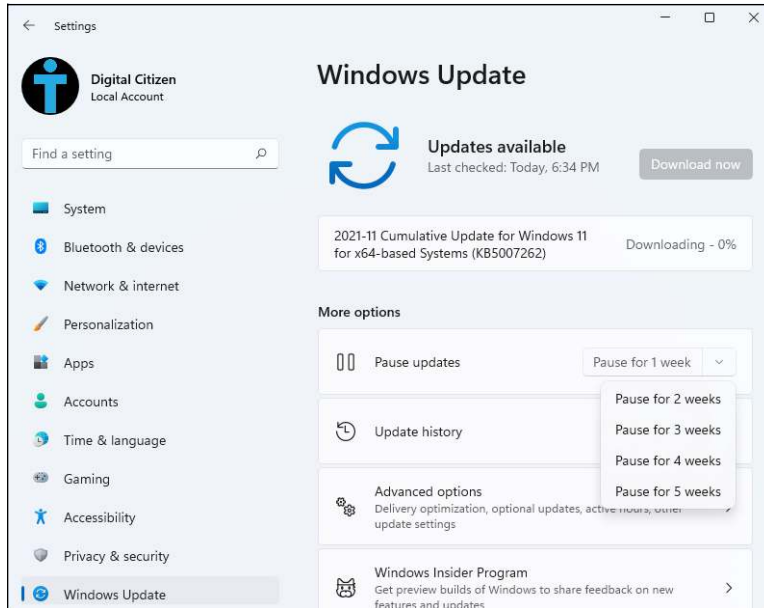 Settings
Digital Citizen
Local Account
Find a setting
System
Bluetooth & devices
Network & internet
Personalization
Apps
Accounts
Time & language
Gaming
Accessibility
Privacy & security
Windows Update
Windows Update
Updates available
Last checked: Today, 6:34 PM
Download now
2021-11 Cumulative Update for Windows 11
for x64-based Systems (KB5007262)
Downloading - 0%
More options
Pause updates
Pause for 1 week
Pause for 2 weeks
Pause for 3 weeks
Pause for 4 weeks
Pause for 5 weeks
Update history
Advanced options
Delivery optimization, optional updates, active hours, other
update settings
Windows Insider Program
Get preview builds of Windows to share feedback on new
features and updates